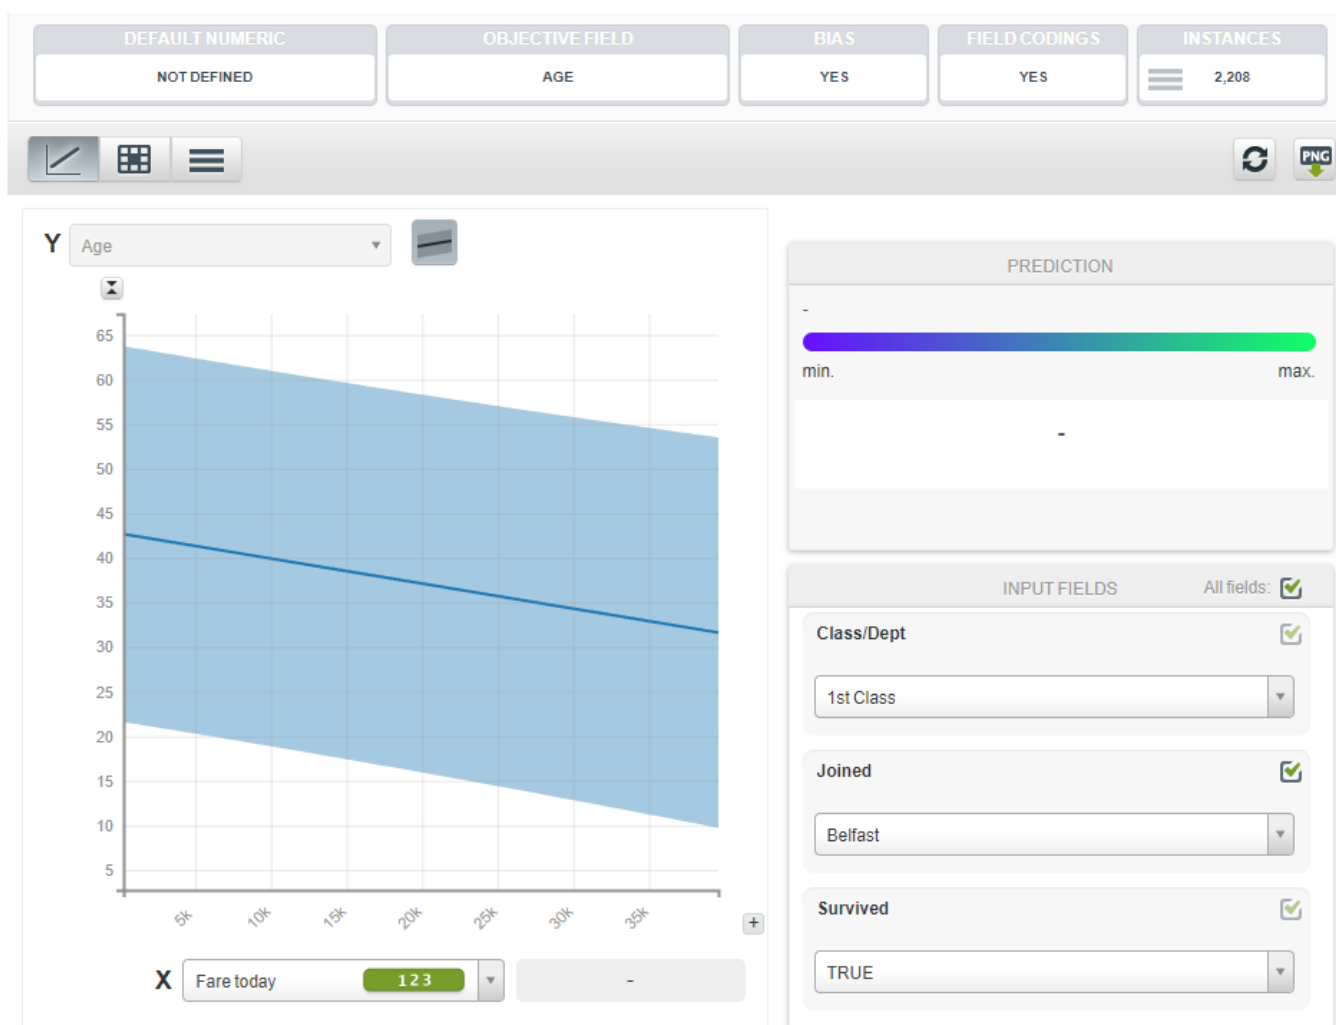 DEFAULT NUMERIC OBJECTIVE FIELD BIAS FIELD CODINGS INSTANCES
NOT DEFINED AGE YES YES 2,208
PNG
Y Age
PREDICTION
-
min. max.
-
65
60
55
50
45
40
35
30
25
20
15
10
5
5k 10k 15k 20k 25k 30k 35k
+
X Fare today 123 -
INPUT FIELDS All fields:
Class/Dept
1st Class
Joined
Belfast
Survived
TRUE